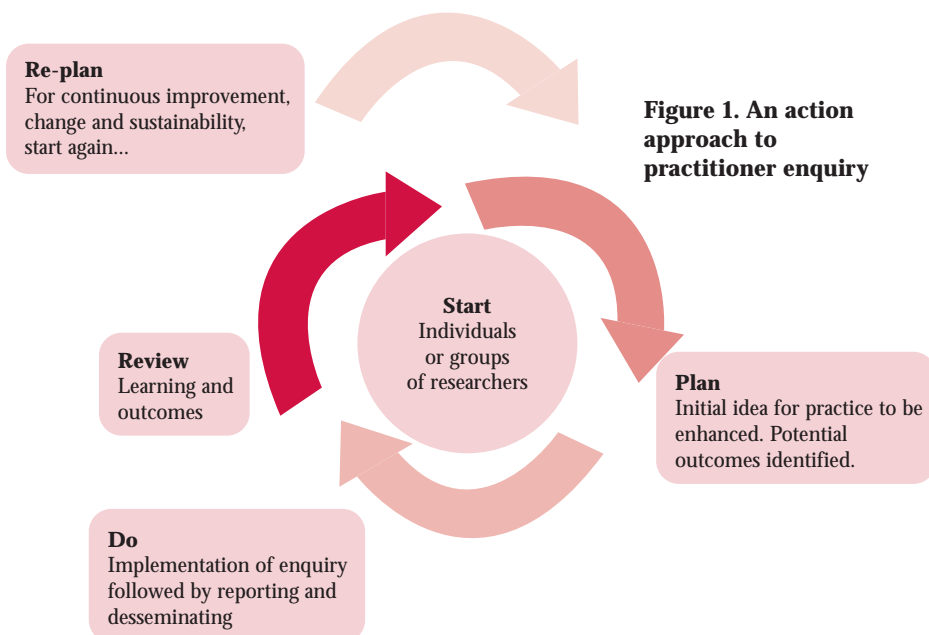 Re-plan
For continuous improvement,
change and sustainability,
start again...
Figure 1. An action
approach to
practitioner enquiry
Start
Individuals
or groups
of researchers
Review
Learning and
outcomes
Plan
Initial idea for practice to be
enhanced. Potential
outcomes identified.
Do
Implementation of enquiry
followed by reporting and
desseminating